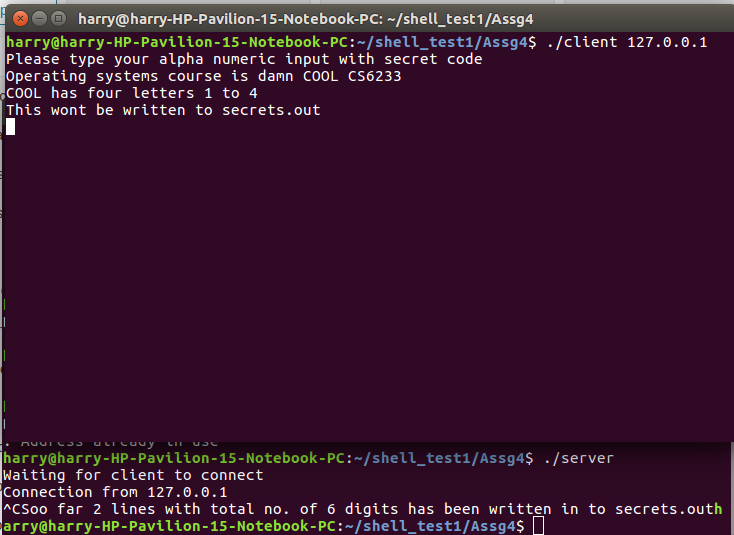 harry@harry-HP-Pavilion-15-Notebook-PC: ~/shell_test1/Assg4
harry@harry-HP-Pavilion-15-Notebook-PC:~/shell_test1/Assg4$ ./client 127.0.0.1
Please type your alpha numeric input with secret code
Operating systems course is damn COOL CS6233
COOL has four letters 1 to 4
This wont be written to secrets.out
: Address already in use
harry@harry-HP-Pavilion-15-Notebook-PC:~/shell_test1/Assg4$ ./server
Waiting for client to connect
Connection from 127.0.0.1
^CSoo far 2 lines with total no. of 6 digits has been written in to secrets.outh
arry@harry-HP-Pavilion-15-Notebook-PC:~/shell_test1/Assg4$